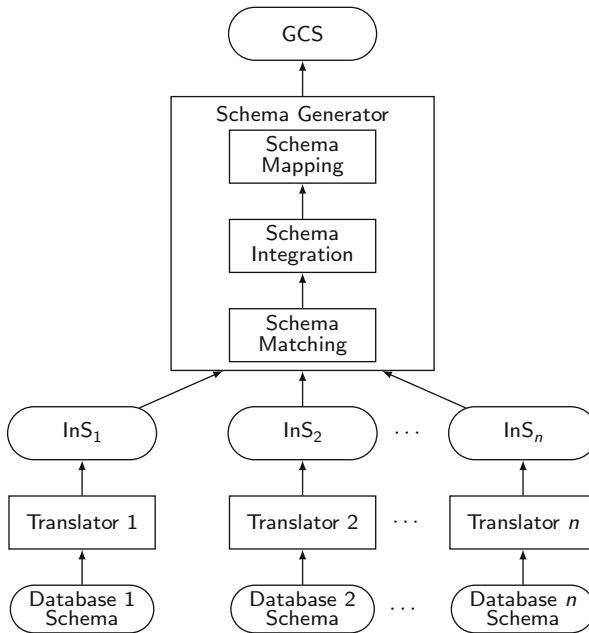 GCS
Schema Generator
Schema
Mapping
Schema
Integration
Schema
Matching
InS₁ InS₂ ··· InSₙ
Translator 1 Translator 2 ··· Translator n
Database 1 Database 2 ··· Database n
Schema Schema Schema